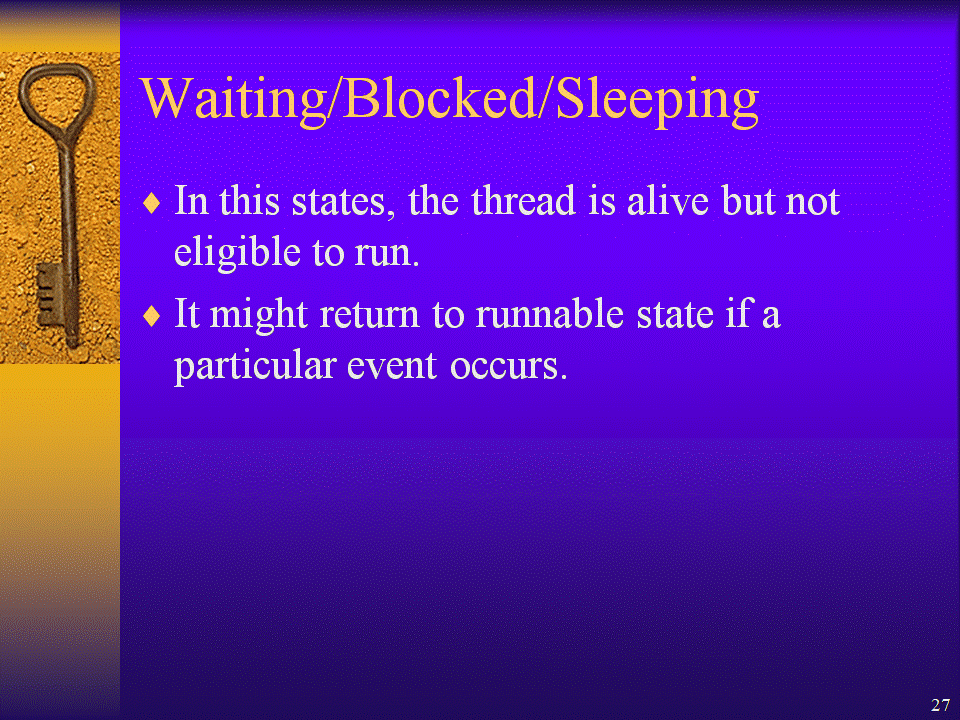 Waiting/Blocked/Sleeping
♦ In this states, the thread is alive but not
eligible to run.
♦ It might return to runnable state if a
particular event occurs.
27